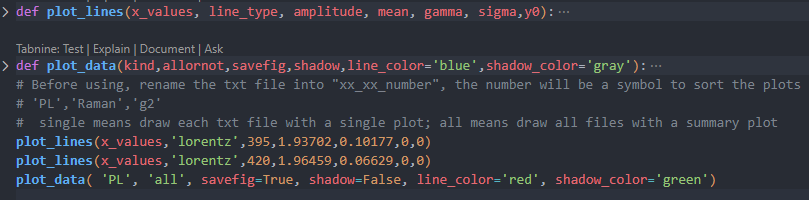 def plot_lines(x_values, line_type, amplitude, mean, gamma, sigma,y0):···
Tabnine: Test | Explain | Document | Ask
def plot_data(kind,allornot,savefig,shadow,line_color='blue',shadow_color='gray'):···
# Before using, rename the txt file into "xx_xx_number", the number will be a symbol to sort the plots
# 'PL','Raman','g2'
#  single means draw each txt file with a single plot; all means draw all files with a summary plot
plot_lines(x_values,'lorentz',395,1.93702,0.10177,0,0)
plot_lines(x_values,'lorentz',420,1.96459,0.06629,0,0)
plot_data( 'PL', 'all', savefig=True, shadow=False, line_color='red', shadow_color='green')